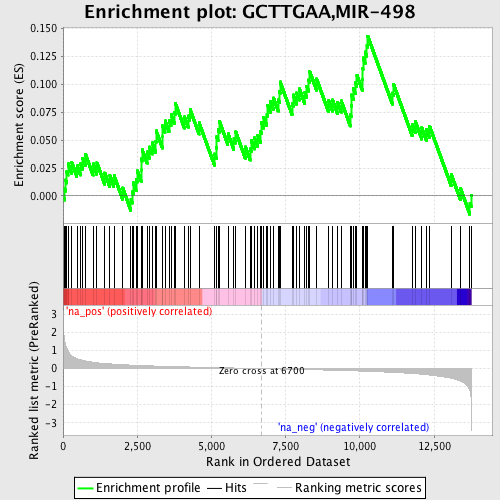 Enrichment plot: GCTTGAA,MIR-498
Enrichment score (ES)
0.150
0.125
0.100
0.075
0.050
0.025
0.000
'na_pos' (positively correlated)
Ranked list metric (PreRanked)
3
2
1
0
-1
-2
-3
Zero cross at 6700
'na_neg' (negatively correlated)
0
2,500
5,000
7,500
10,000
12,500
Rank in Ordered Dataset
Enrichment profile
Hits
Ranking metric scores